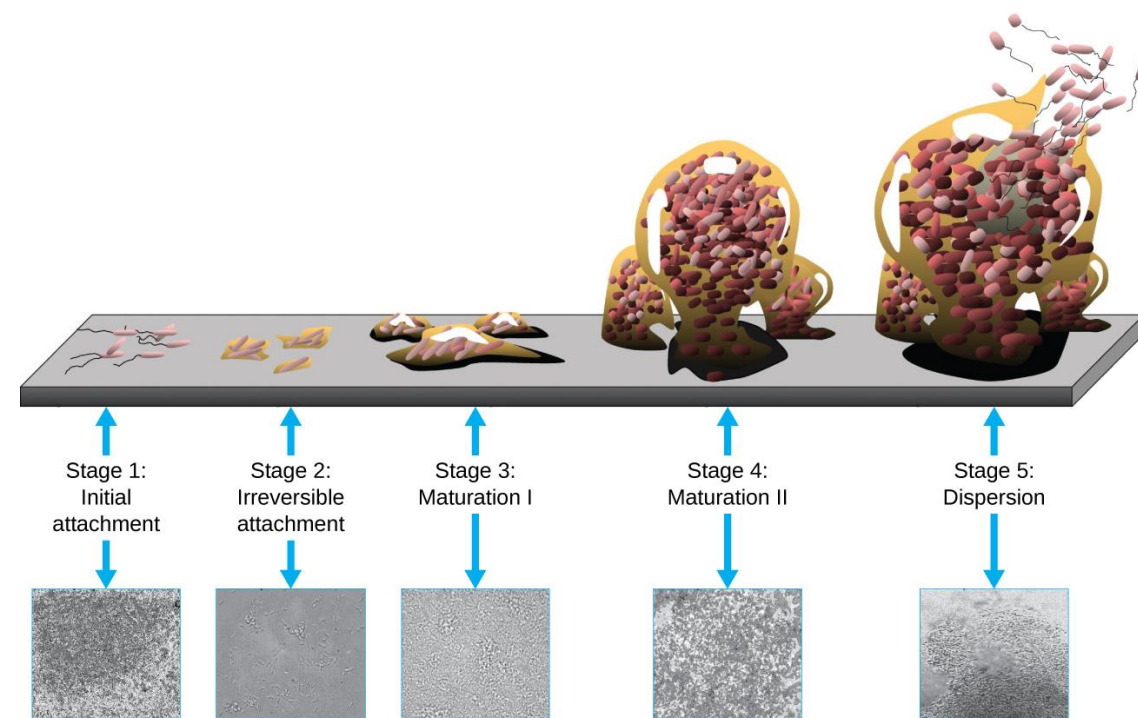 Stage 1:
Initial
attachment
Stage 2:
Irreversible
attachment
Stage 3:
Maturation I
Stage 4:
Maturation II
Stage 5:
Dispersion